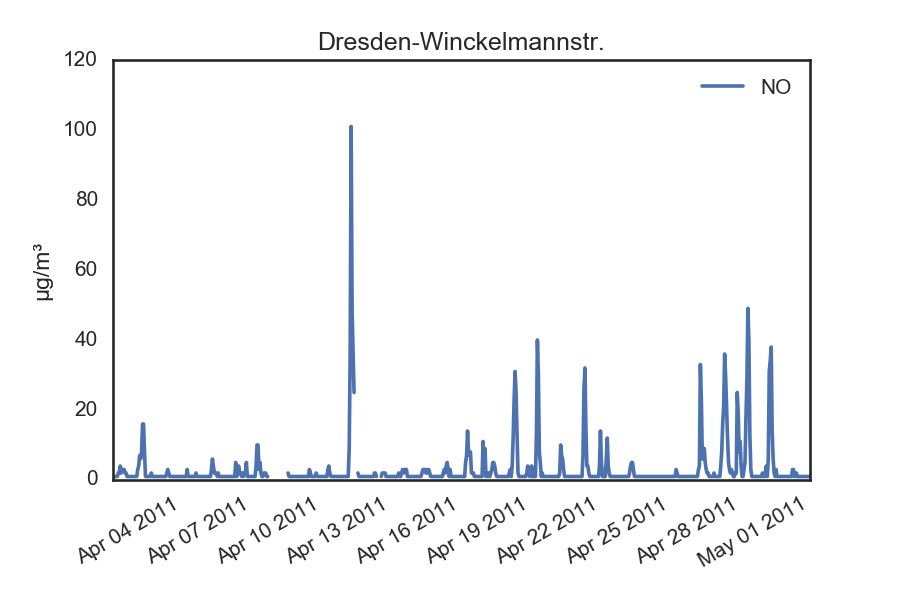 Dresden-Winckelmannstr.
120
100
80
60
40
20
0
µg/m³
NO
Apr 04 2011
Apr 07 2011
Apr 10 2011
Apr 13 2011
Apr 16 2011
Apr 19 2011
Apr 22 2011
Apr 25 2011
Apr 28 2011
May 01 2011